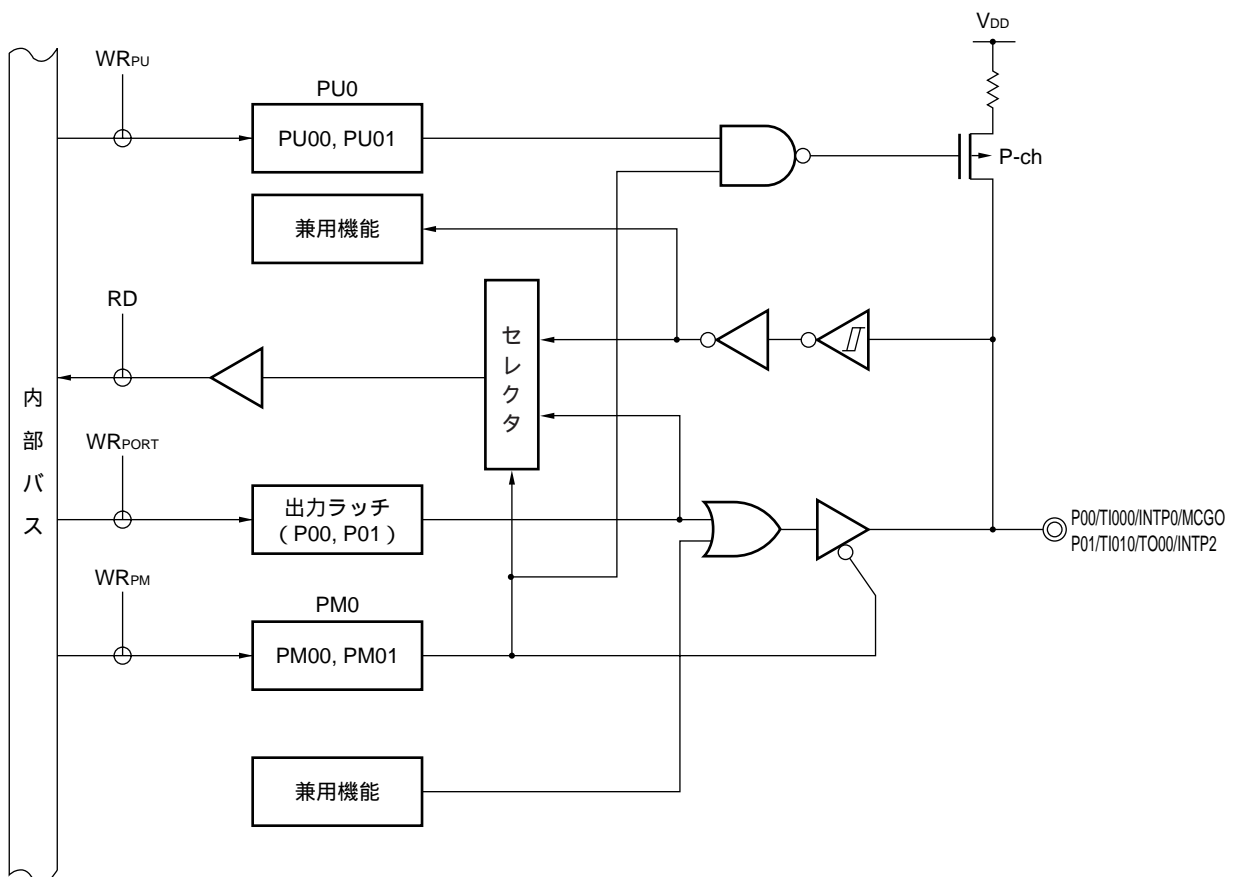 VDD
WRPU
PU0
PU00, PU01
P-ch
兼用機能
RD
セレクタ
内部バス
WRPORT
出力ラッチ
( P00, P01 )
P00/TI000/INTP0/MCGO
P01/TI010/TO00/INTP2
WRPM
PM0
PM00, PM01
兼用機能